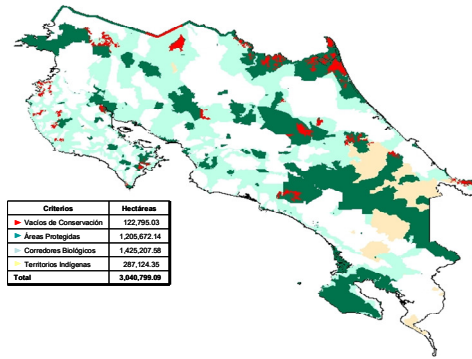 Criterios Hectáreas
Vacíos de Conservación 122,795.03
Áreas Protegidas 1,205,672.14
Corredores Biológicos 1,425,207.58
Territorios Indígenas 287,124.35
Total 3,040,799.09